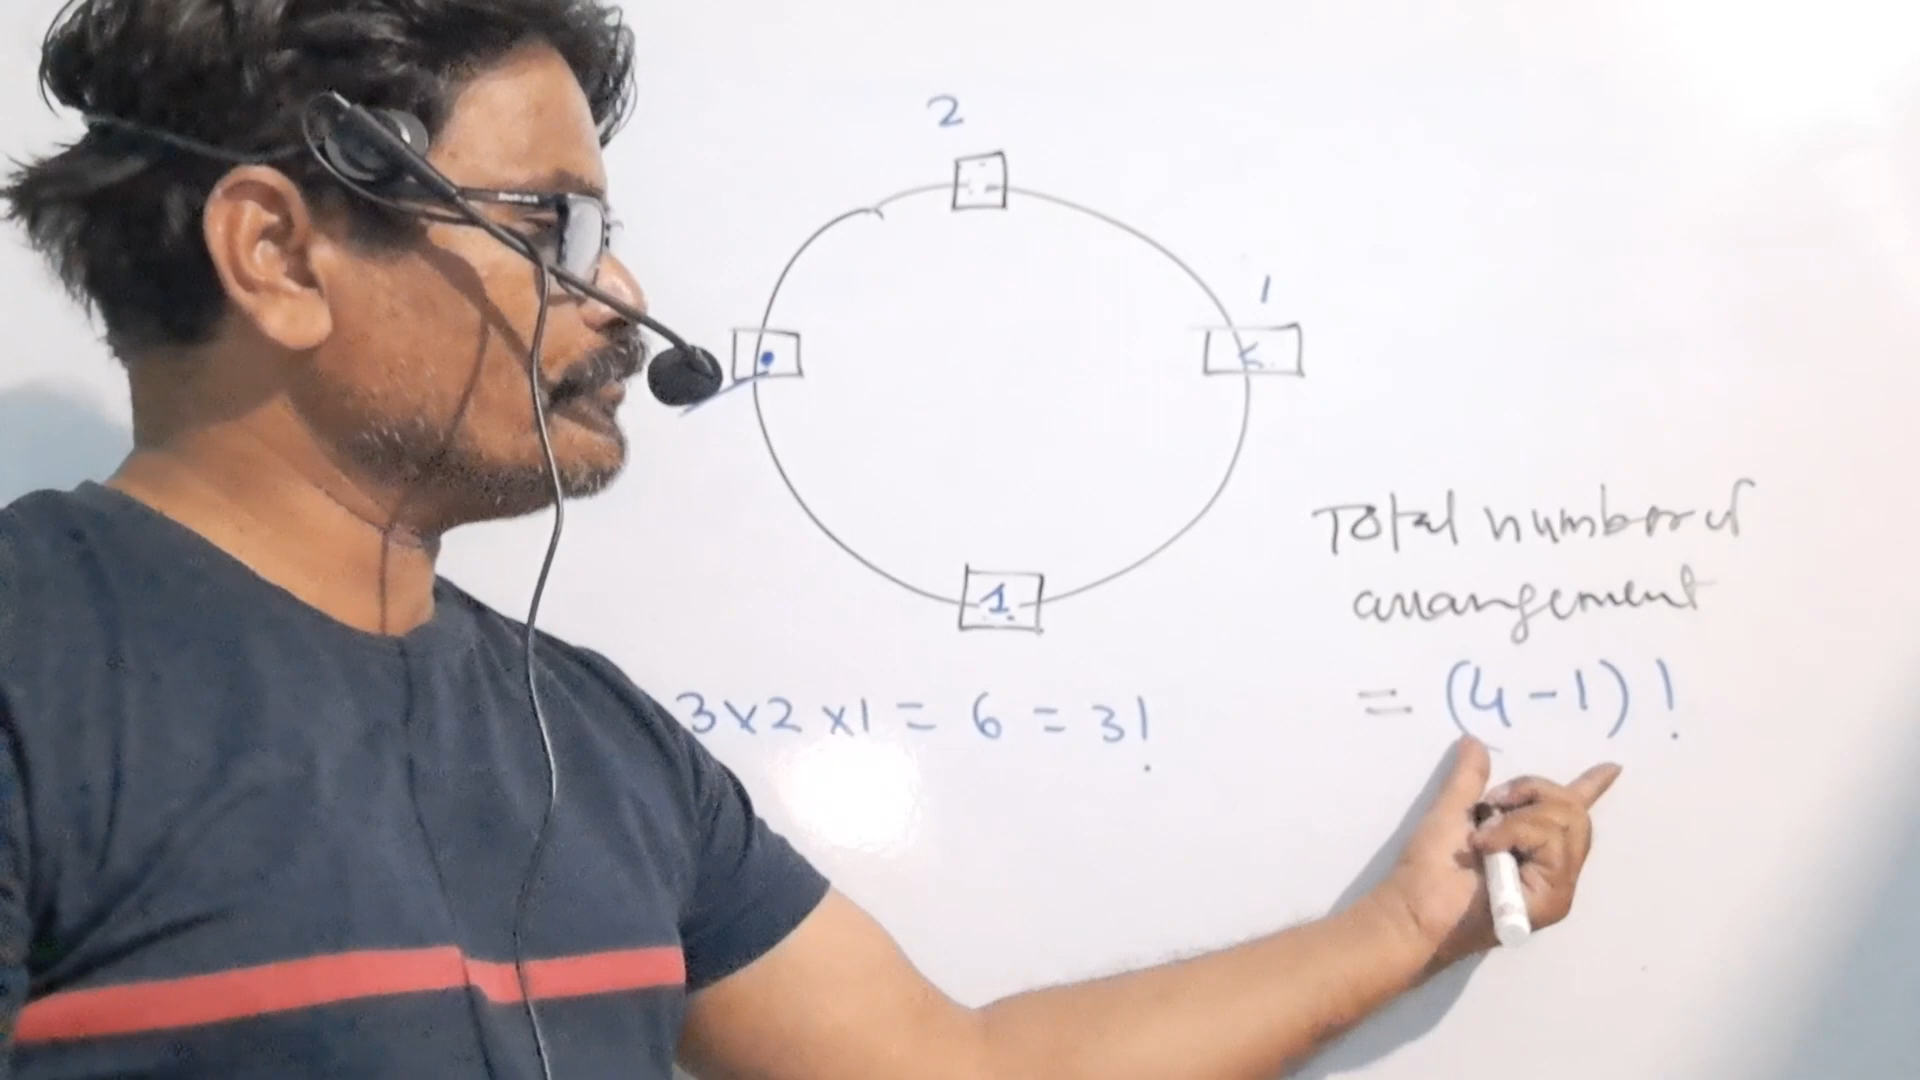 2
1
1
3x2x1 = 6 = 3!
Total number of
arrangement
= (4-1)!